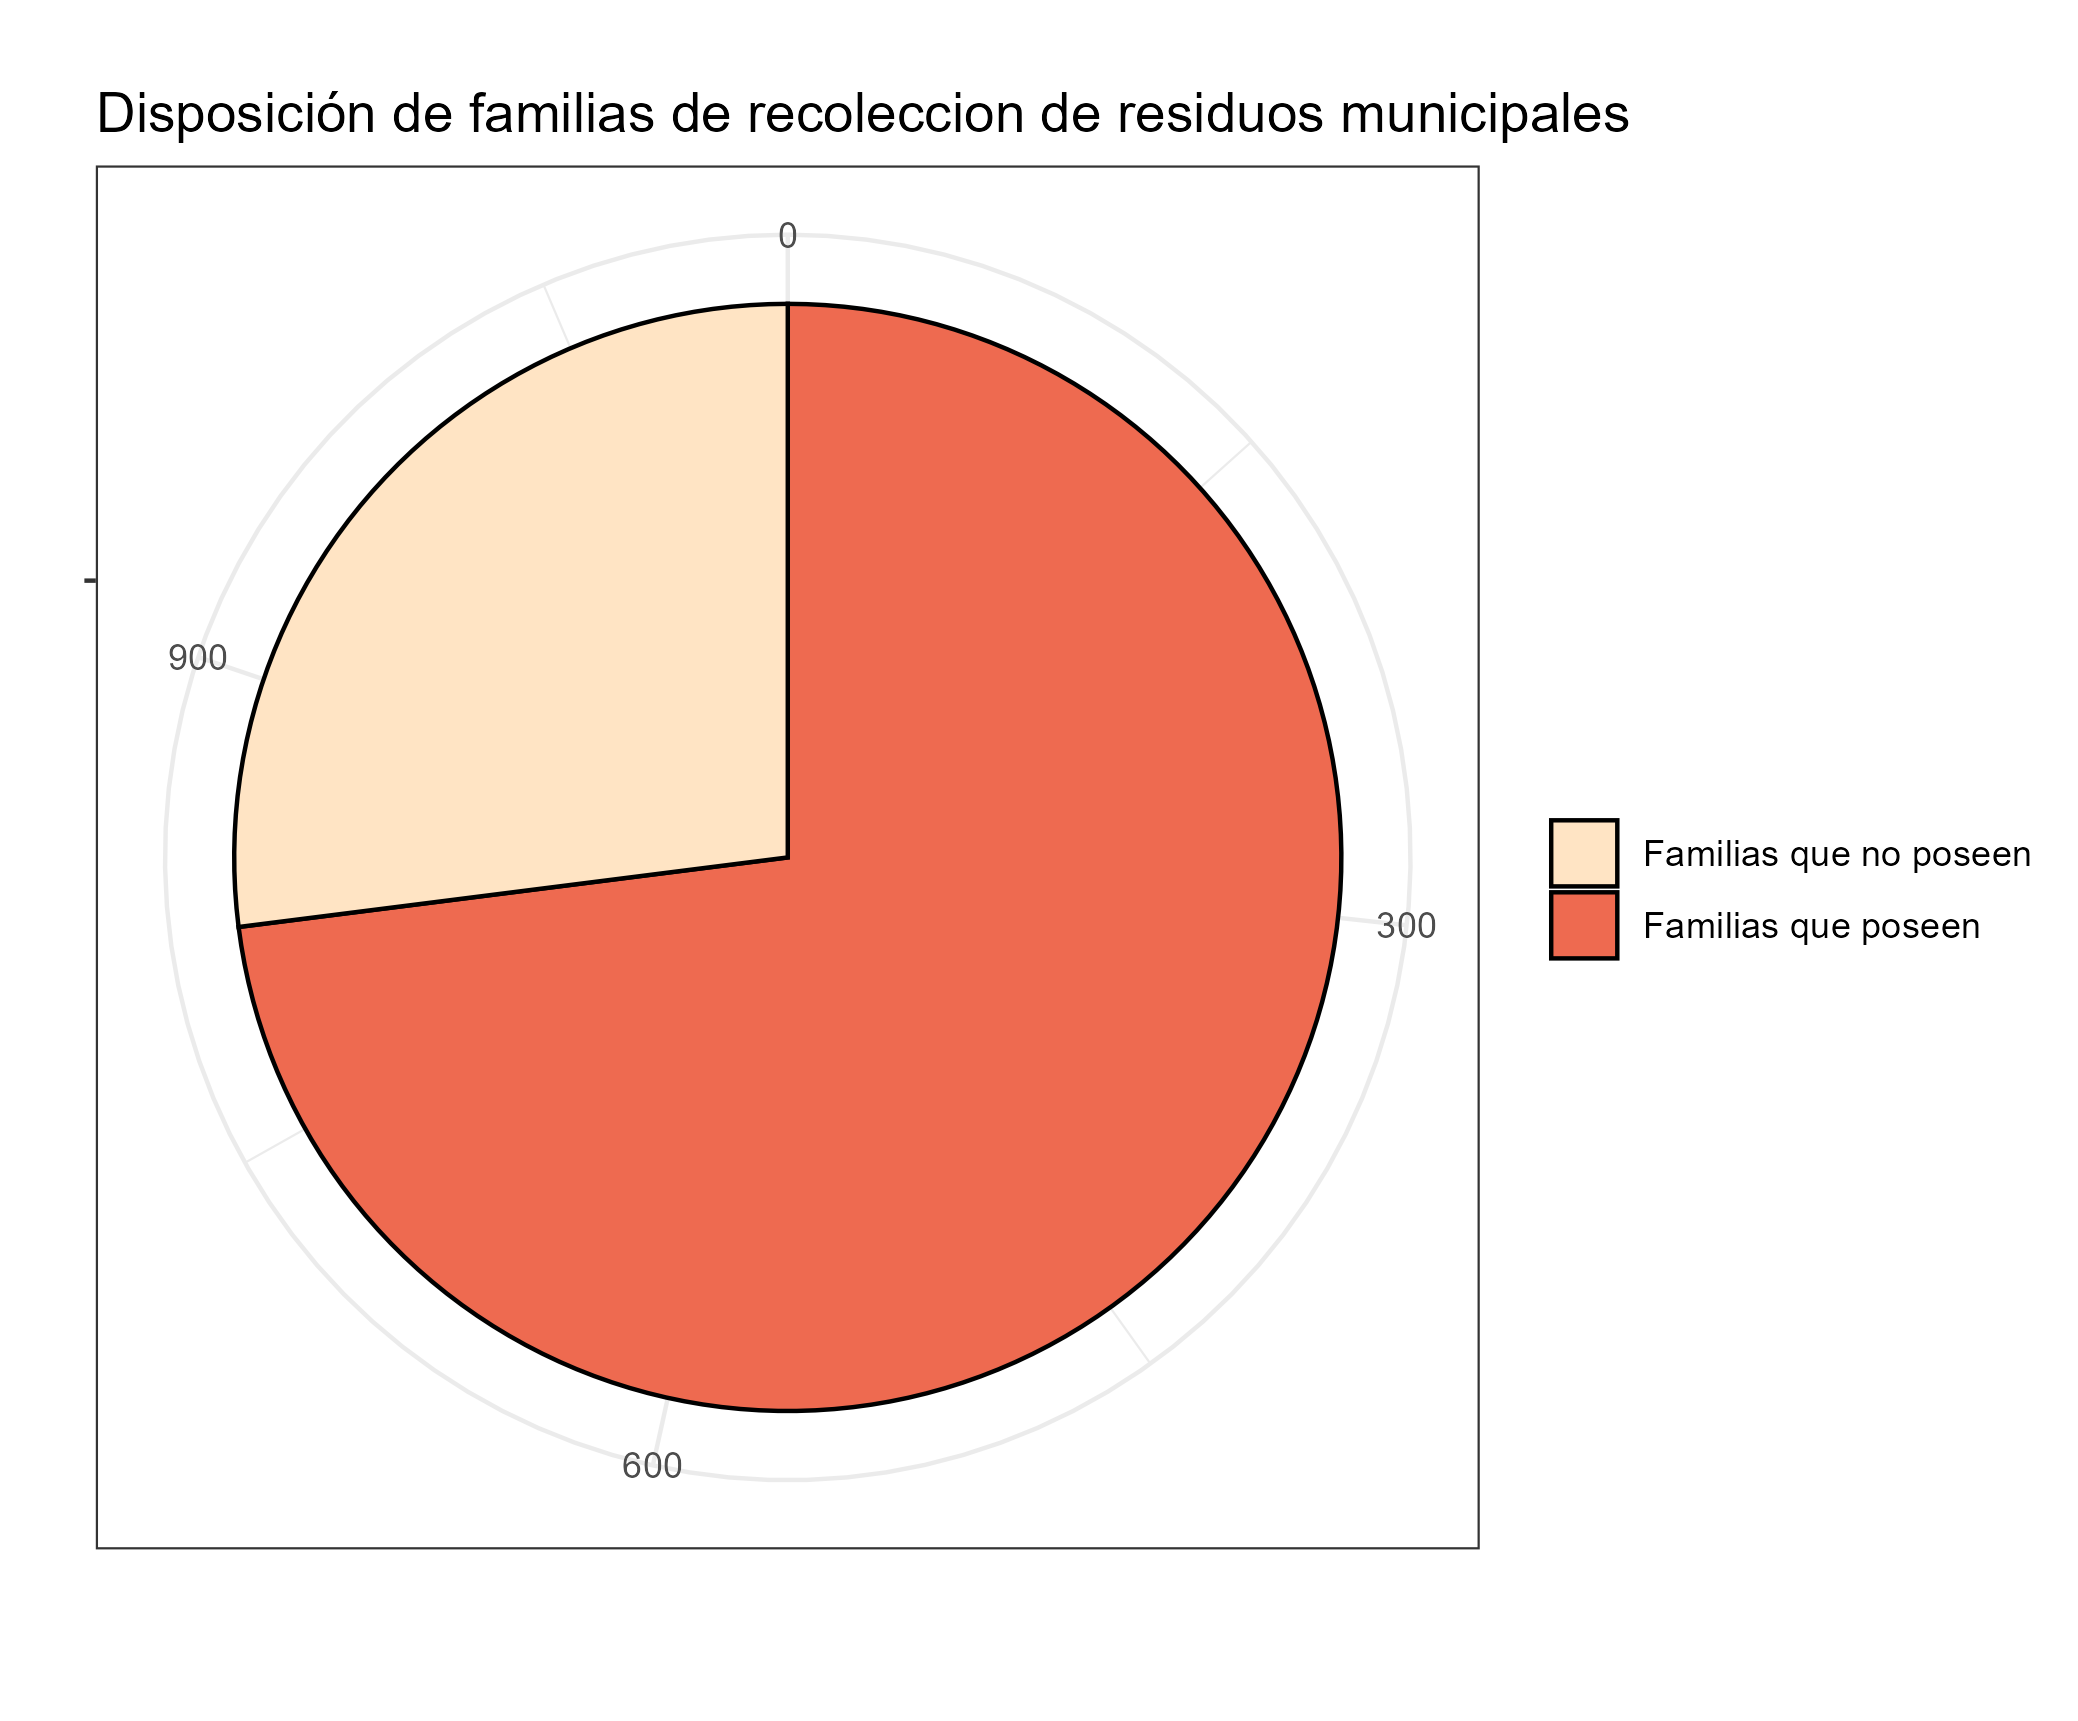 Disposición de familias de recoleccion de residuos municipales
0
900
300
600
Familias que no poseen
Familias que poseen